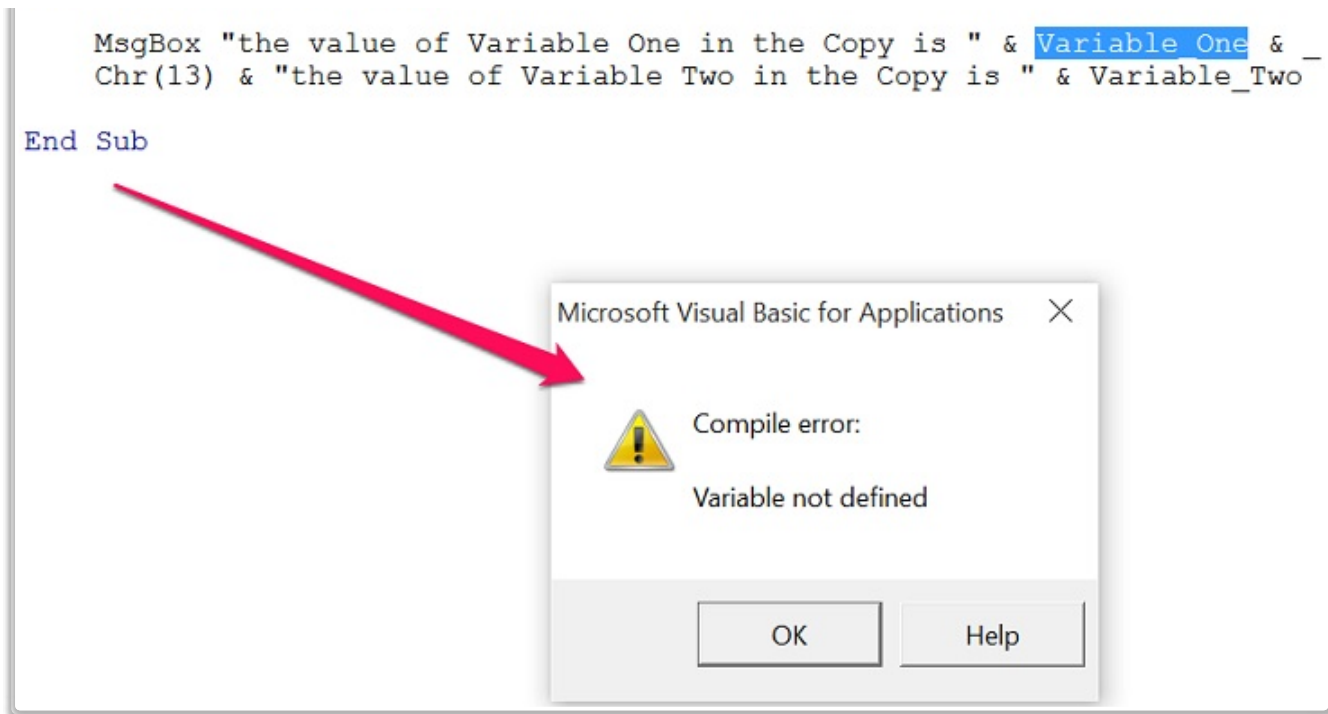 MsgBox "the value of Variable One in the Copy is " & Variable_One & _
Chr(13) & "the value of Variable Two in the Copy is " & Variable_Two
End Sub
Microsoft Visual Basic for Applications
Compile error:
Variable not defined
OK Help